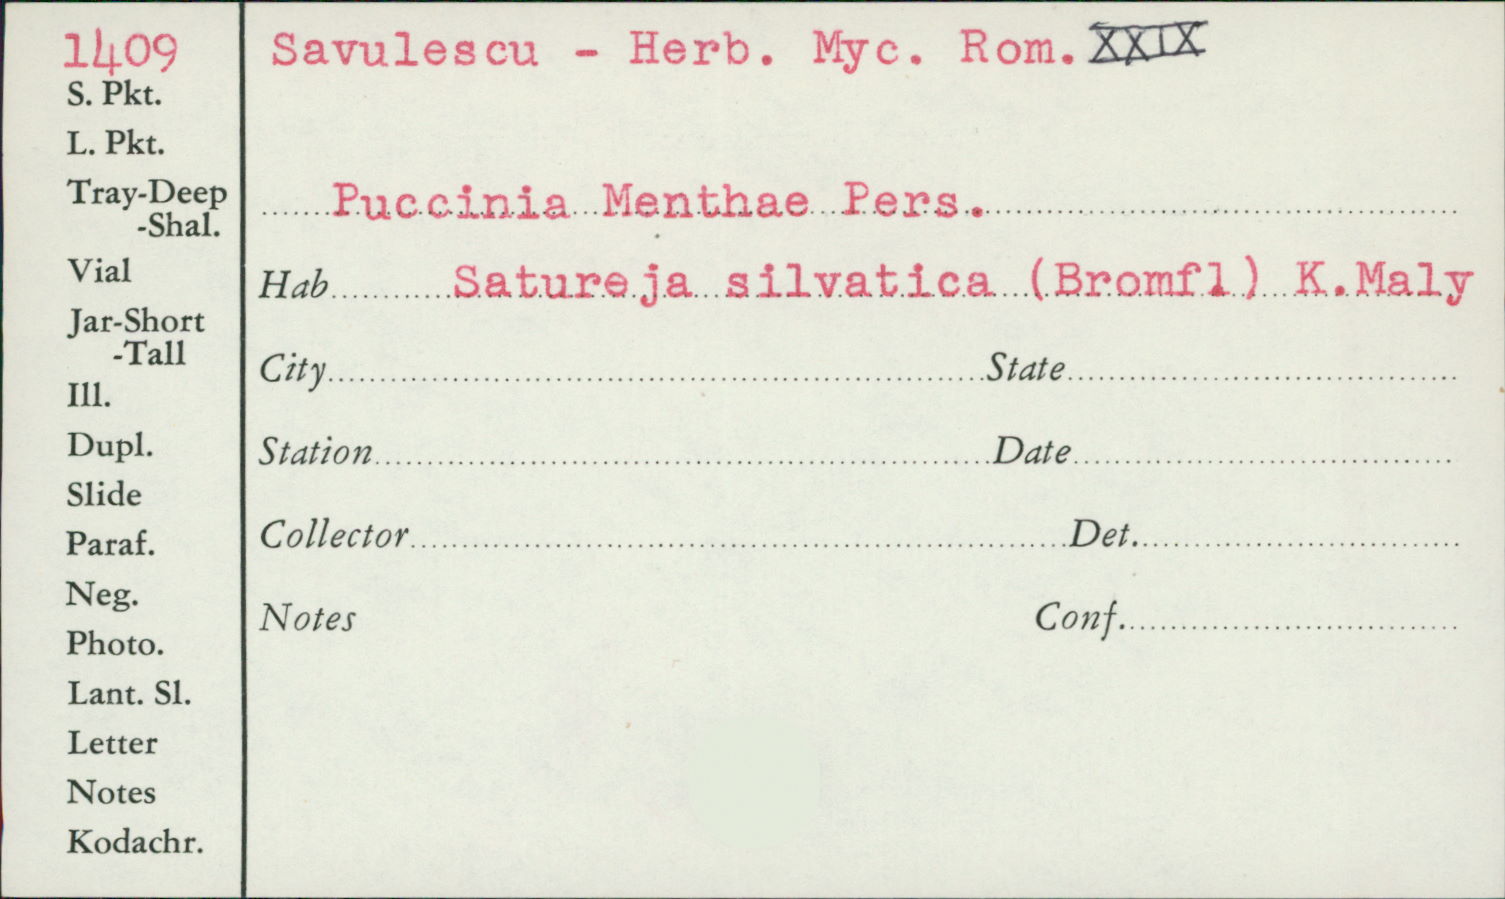 1409
S. Pkt.
L. Pkt.
Tray-Deep
-Shal.
Vial
Jar-Short
-Tall
Ill.
Dupl.
Slide
Paraf.
Neg.
Photo.
Lant. Sl.
Letter
Notes
Kodachr.
Savulescu - Herb. Myc. Rom. XXIX
Puccinia Menthae Pers.
Hab Satureja silvatica (Bromfl) K.Maly
City State
Station Date
Collector Det.
Notes Conf.